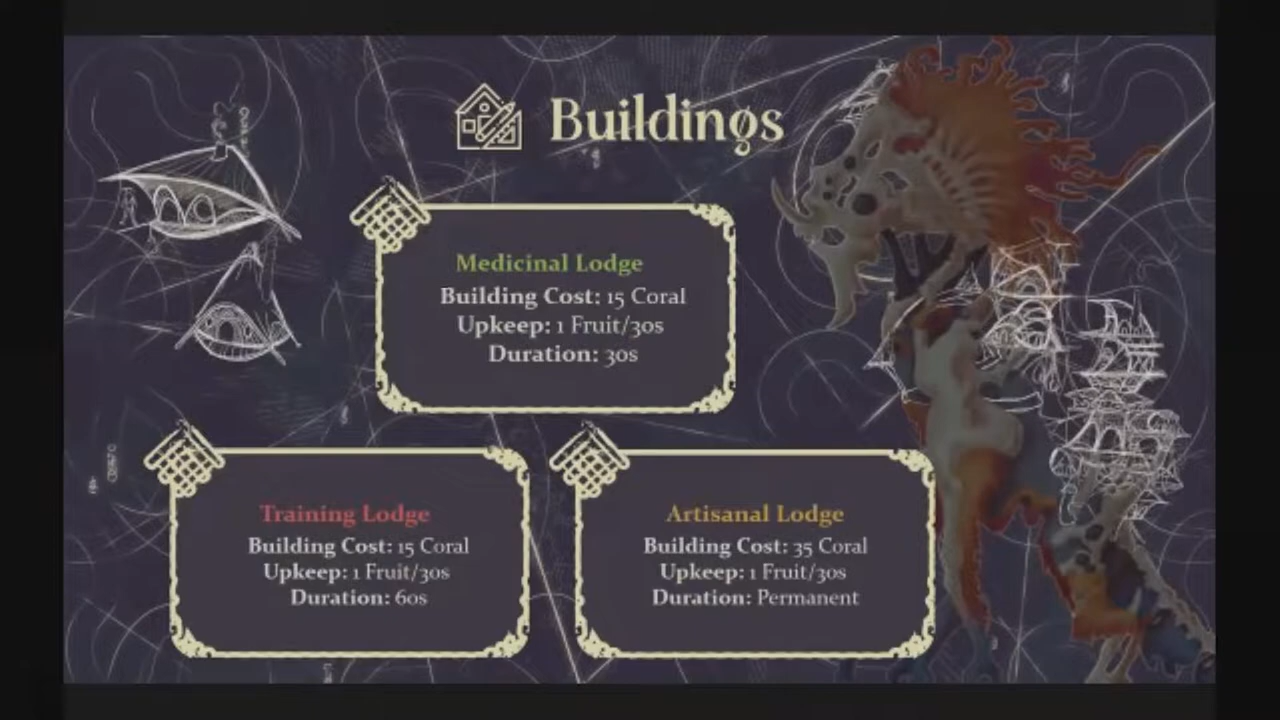 Buildings
Medicinal Lodge
Building Cost: 15 Coral
Upkeep: 1 Fruit/30s
Duration: 30s
Training Lodge
Building Cost: 15 Coral
Upkeep: 1 Fruit/30s
Duration: 60s
Artisanal Lodge
Building Cost: 35 Coral
Upkeep: 1 Fruit/30s
Duration: Permanent